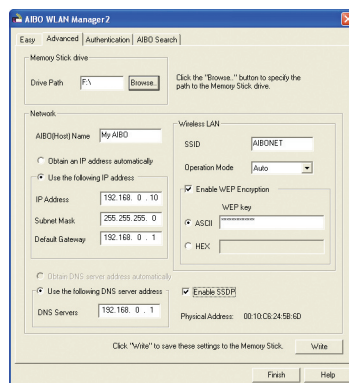 AIBO WLAN Manager2
Easy Advanced Authentication AIBO Search
Memory Stick drive
Drive Path F:\ Browse..
Click the "Browse.." button to specify the
path to the Memory Stick drive.
Network
AIBO(Host) Name My AIBO
Obtain an IP address automatically
Use the following IP address
IP Address 192.168. 0 . 10
Subnet Mask 255.255.255. 0
Default Gateway 192.168. 0 . 1
Wireless LAN
SSID AIBONET
Operation Mode Auto
Enable WEP Encryption
WEP key
ASCII
HEX
Obtain DNS server address automatically
Use the following DNS server address
DNS Servers 192.168. 0 . 1
Enable SSDP
Physical Address: 00:10:C6:24:5B:6D
Click "Write" to save these settings to the Memory Stick. Write
Finish Help